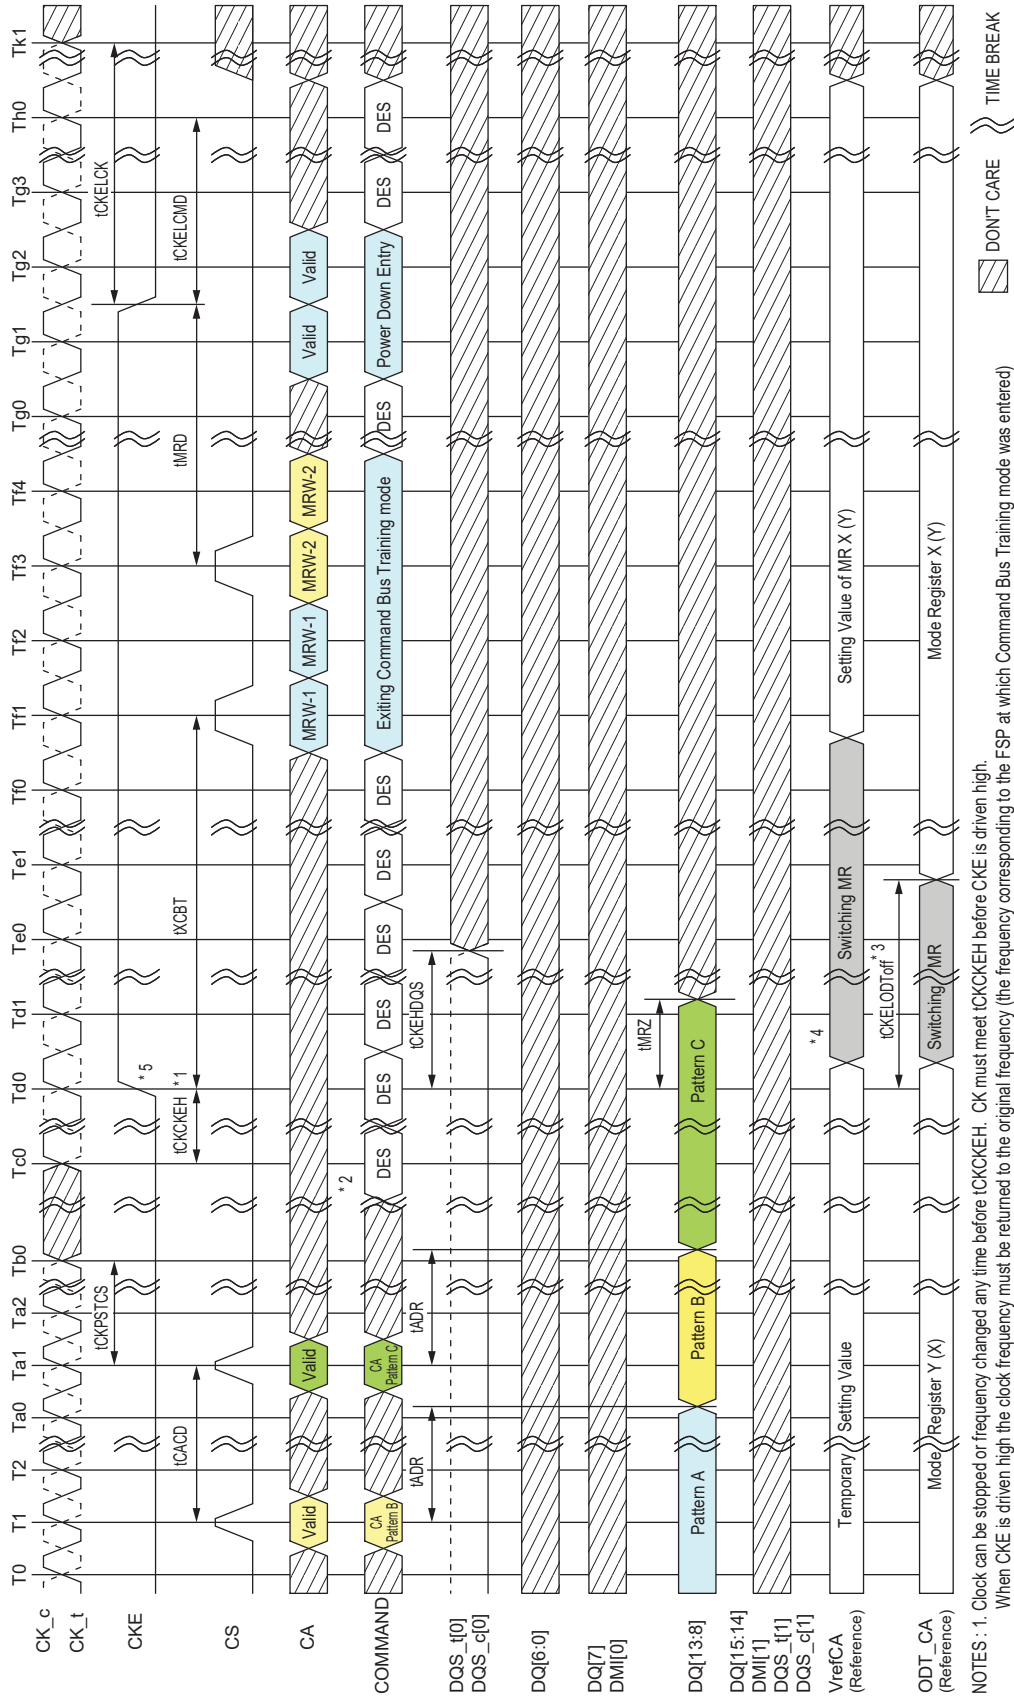 T0 T1 T2 Ta0 Ta1 Ta2 Tb0 Tc0 Td0 Td1 Te0 Te1 Tf0 Tf1 Tf2 Tf3 Tf4 Tg0 Tg1 Tg2 Tg3 Th0 Tk1
CK_c
CK_t
tCKPSTCS
tCKELCK
CKE
* 5
tCACD
tCKCKEH
* 1
tXCBT
tMRD
tCKELCMD
CS
CA
Valid
Valid
MRW-1
MRW-1
MRW-2
MRW-2
Valid
Valid
* 2
COMMAND
CA
Pattern B
CA
Pattern C
DES
DES
DES
DES
DES
DES
Exiting Command Bus Training mode
DES
Power Down Entry
DES
DES
tADR
tADR
tCKEHDQS
DQS_t[0]
DQS_c[0]
DQ[6:0]
DQ[7]
DMI[0]
tMRZ
DQ[13:8]
Pattern A
Pattern B
Pattern C
DQ[15:14]
DMI[1]
DQS_t[1]
DQS_c[1]
* 4
VrefCA
(Reference)
Temporary Setting Value
Switching MR
Setting Value of MR X (Y)
tCKELODToff
* 3
ODT_CA
(Reference)
Mode Register Y (X)
Switching MR
Mode Register X (Y)
DON'T CARE
TIME BREAK
NOTES : 1. Clock can be stopped or frequency changed any time before tCKCKEH. CK must meet tCKCKEH before CKE is driven high.
When CKE is driven high the clock frequency must be returned to the original frequency (the frequency corresponding to the FSP at which Command Bus Training mode was entered)